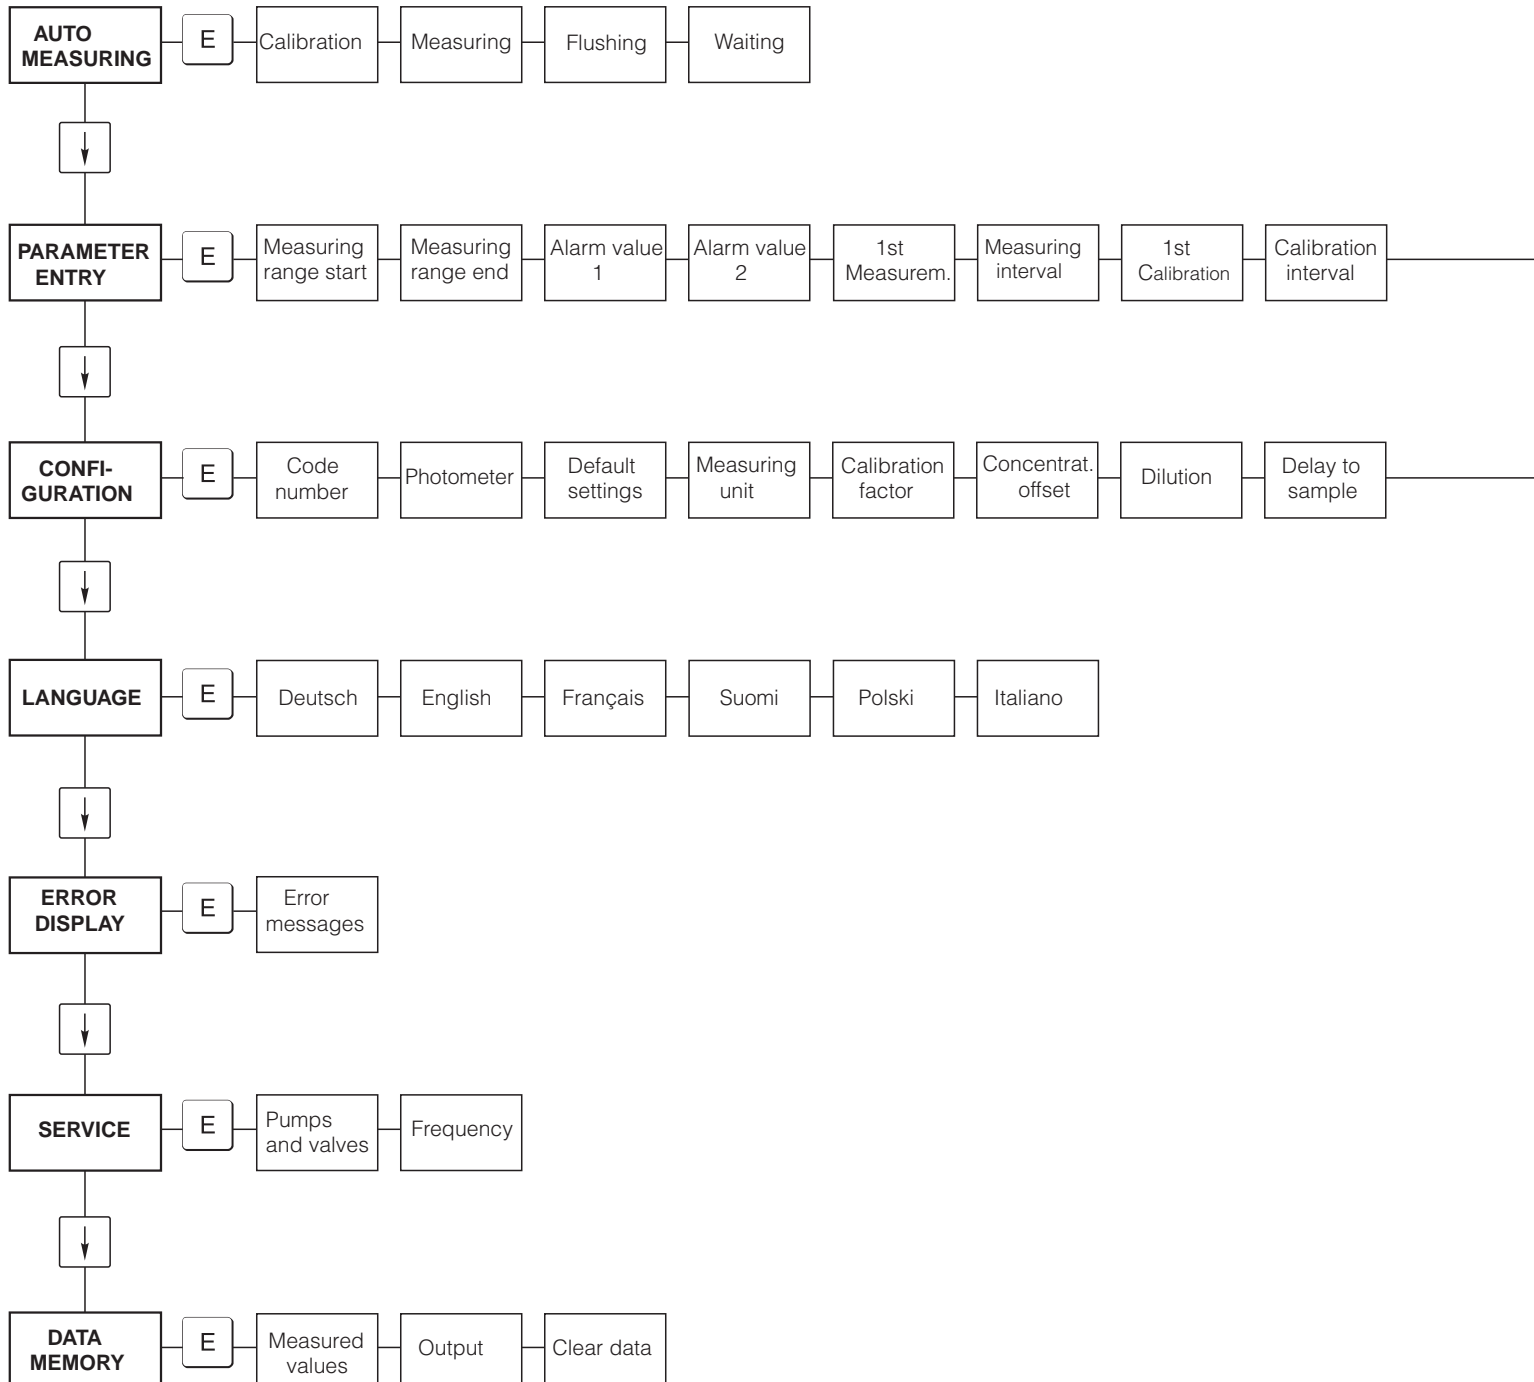 AUTO
MEASURING
E
Calibration
Measuring
Flushing
Waiting
PARAMETER
ENTRY
E
Measuring
range start
Measuring
range end
Alarm value
1
Alarm value
2
1st
Measurem.
Measuring
interval
1st
Calibration
Calibration
interval
CONFI-
GURATION
E
Code
number
Photometer
Default
settings
Measuring
unit
Calibration
factor
Concentrat.
offset
Dilution
Delay to
sample
LANGUAGE
E
Deutsch
English
Français
Suomi
Polski
Italiano
ERROR
DISPLAY
E
Error
messages
SERVICE
E
Pumps
and valves
Frequency
DATA
MEMORY
E
Measured
values
Output
Clear data